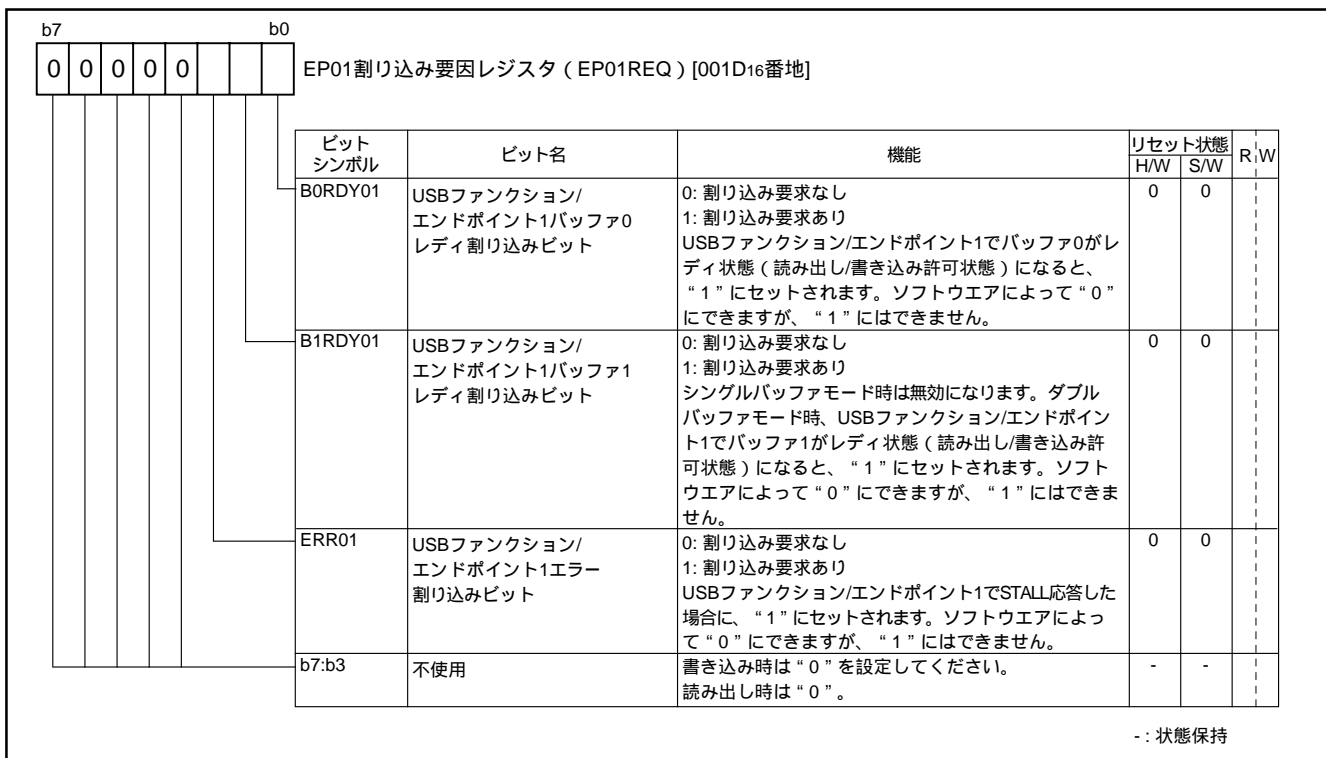 b7 b0
0 0 0 0 0
EP01割り込み要因レジスタ（EP01REQ）[001D16番地]
ビット
シンボル
ビット名
機能
リセット状態
H/W S/W
R W
B0RDY01
USBファンクション/
エンドポイント1バッファ0
レディ割り込みビット
0: 割り込み要求なし
1: 割り込み要求あり
USBファンクション/エンドポイント1でバッファ0がレ
ディ状態（読み出し/書き込み許可状態）になると、
“1”にセットされます。ソフトウエアによって“0”
にできますが、“1”にはできません。
0 0
B1RDY01
USBファンクション/
エンドポイント1バッファ1
レディ割り込みビット
0: 割り込み要求なし
1: 割り込み要求あり
シングルバッファモード時は無効になります。ダブル
バッファモード時、USBファンクション/エンドポイン
ト1でバッファ1がレディ状態（読み出し/書き込み許
可状態）になると、“1”にセットされます。ソフト
ウエアによって“0”にできますが、“1”にはできま
せん。
0 0
ERR01
USBファンクション/
エンドポイント1エラー
割り込みビット
0: 割り込み要求なし
1: 割り込み要求あり
USBファンクション/エンドポイント1でSTALL応答した
場合に、“1”にセットされます。ソフトウエアによっ
て“0”にできますが、“1”にはできません。
0 0
b7:b3
不使用
書き込み時は“0”を設定してください。
読み出し時は“0”。
- -
- : 状態保持